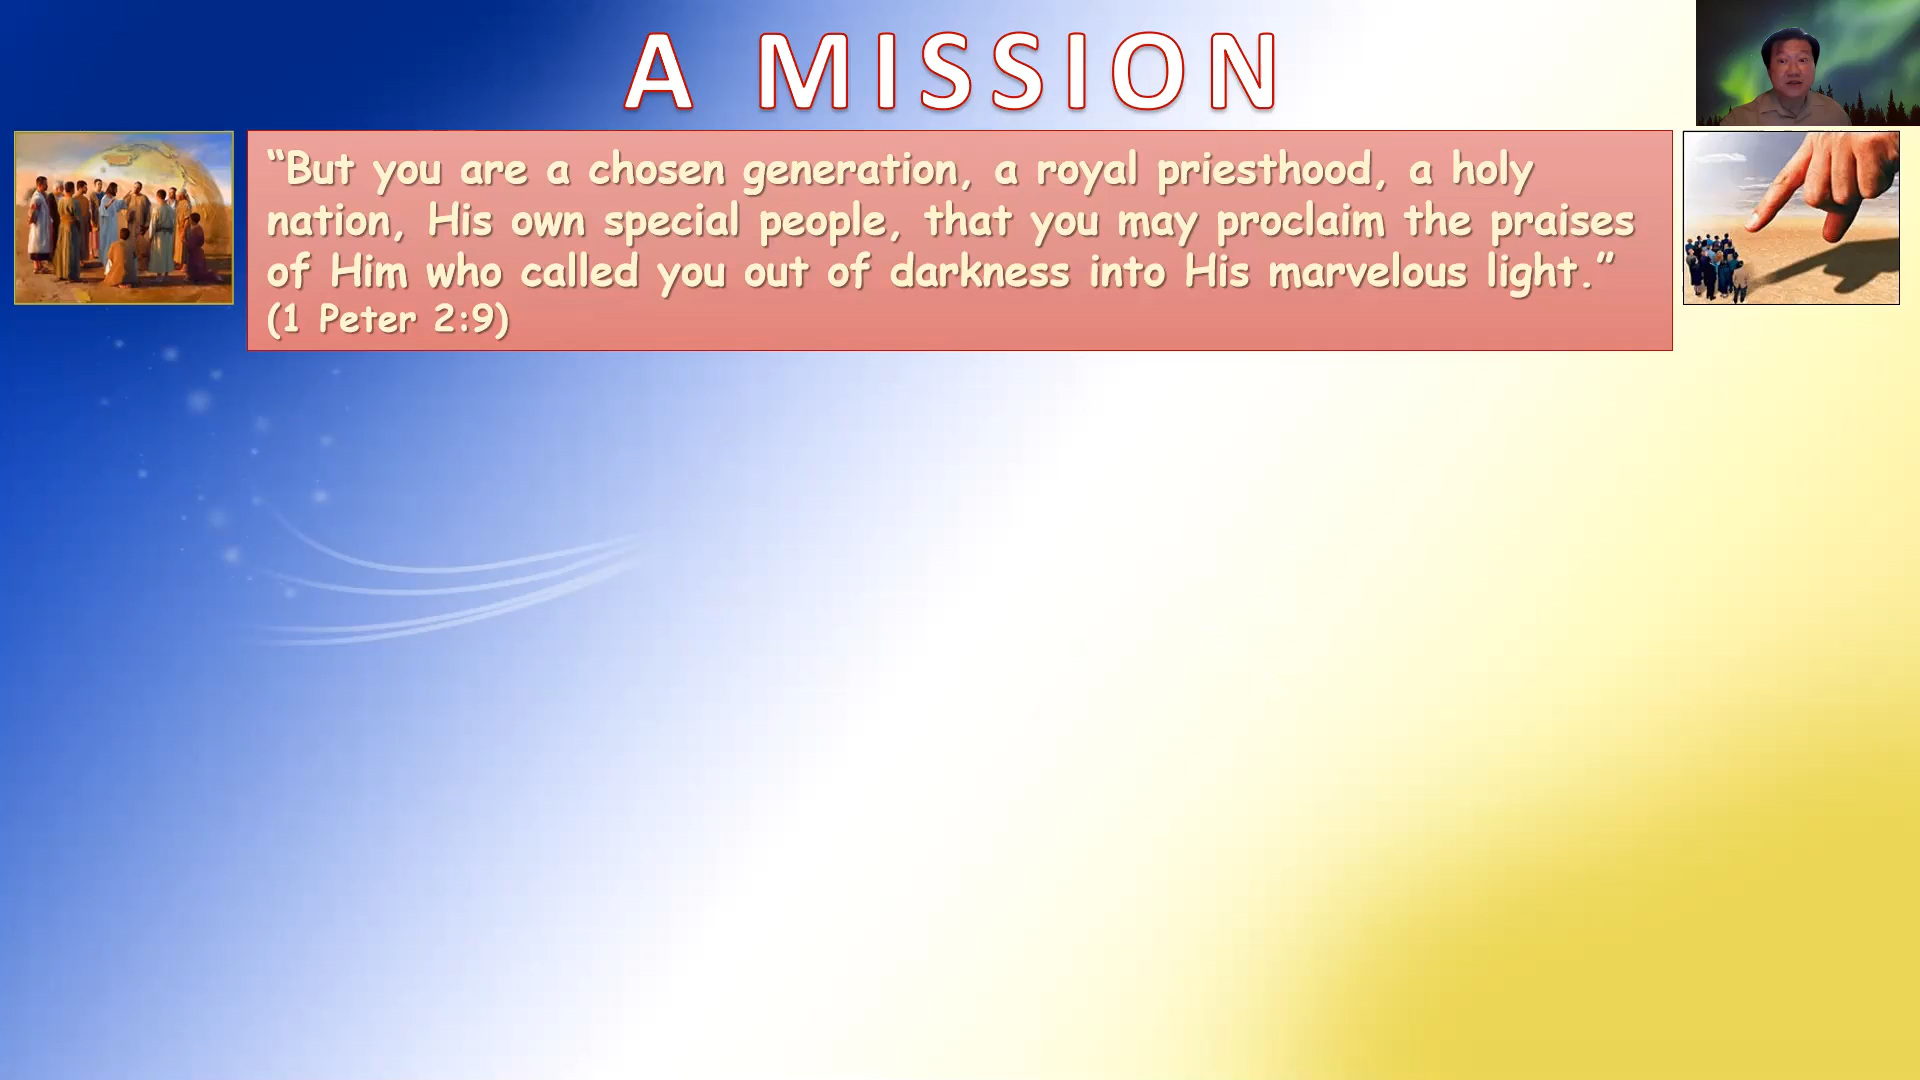 A MISSION
“But you are a chosen generation, a royal priesthood, a holy
nation, His own special people, that you may proclaim the praises
of Him who called you out of darkness into His marvelous light.”
(1 Peter 2:9)